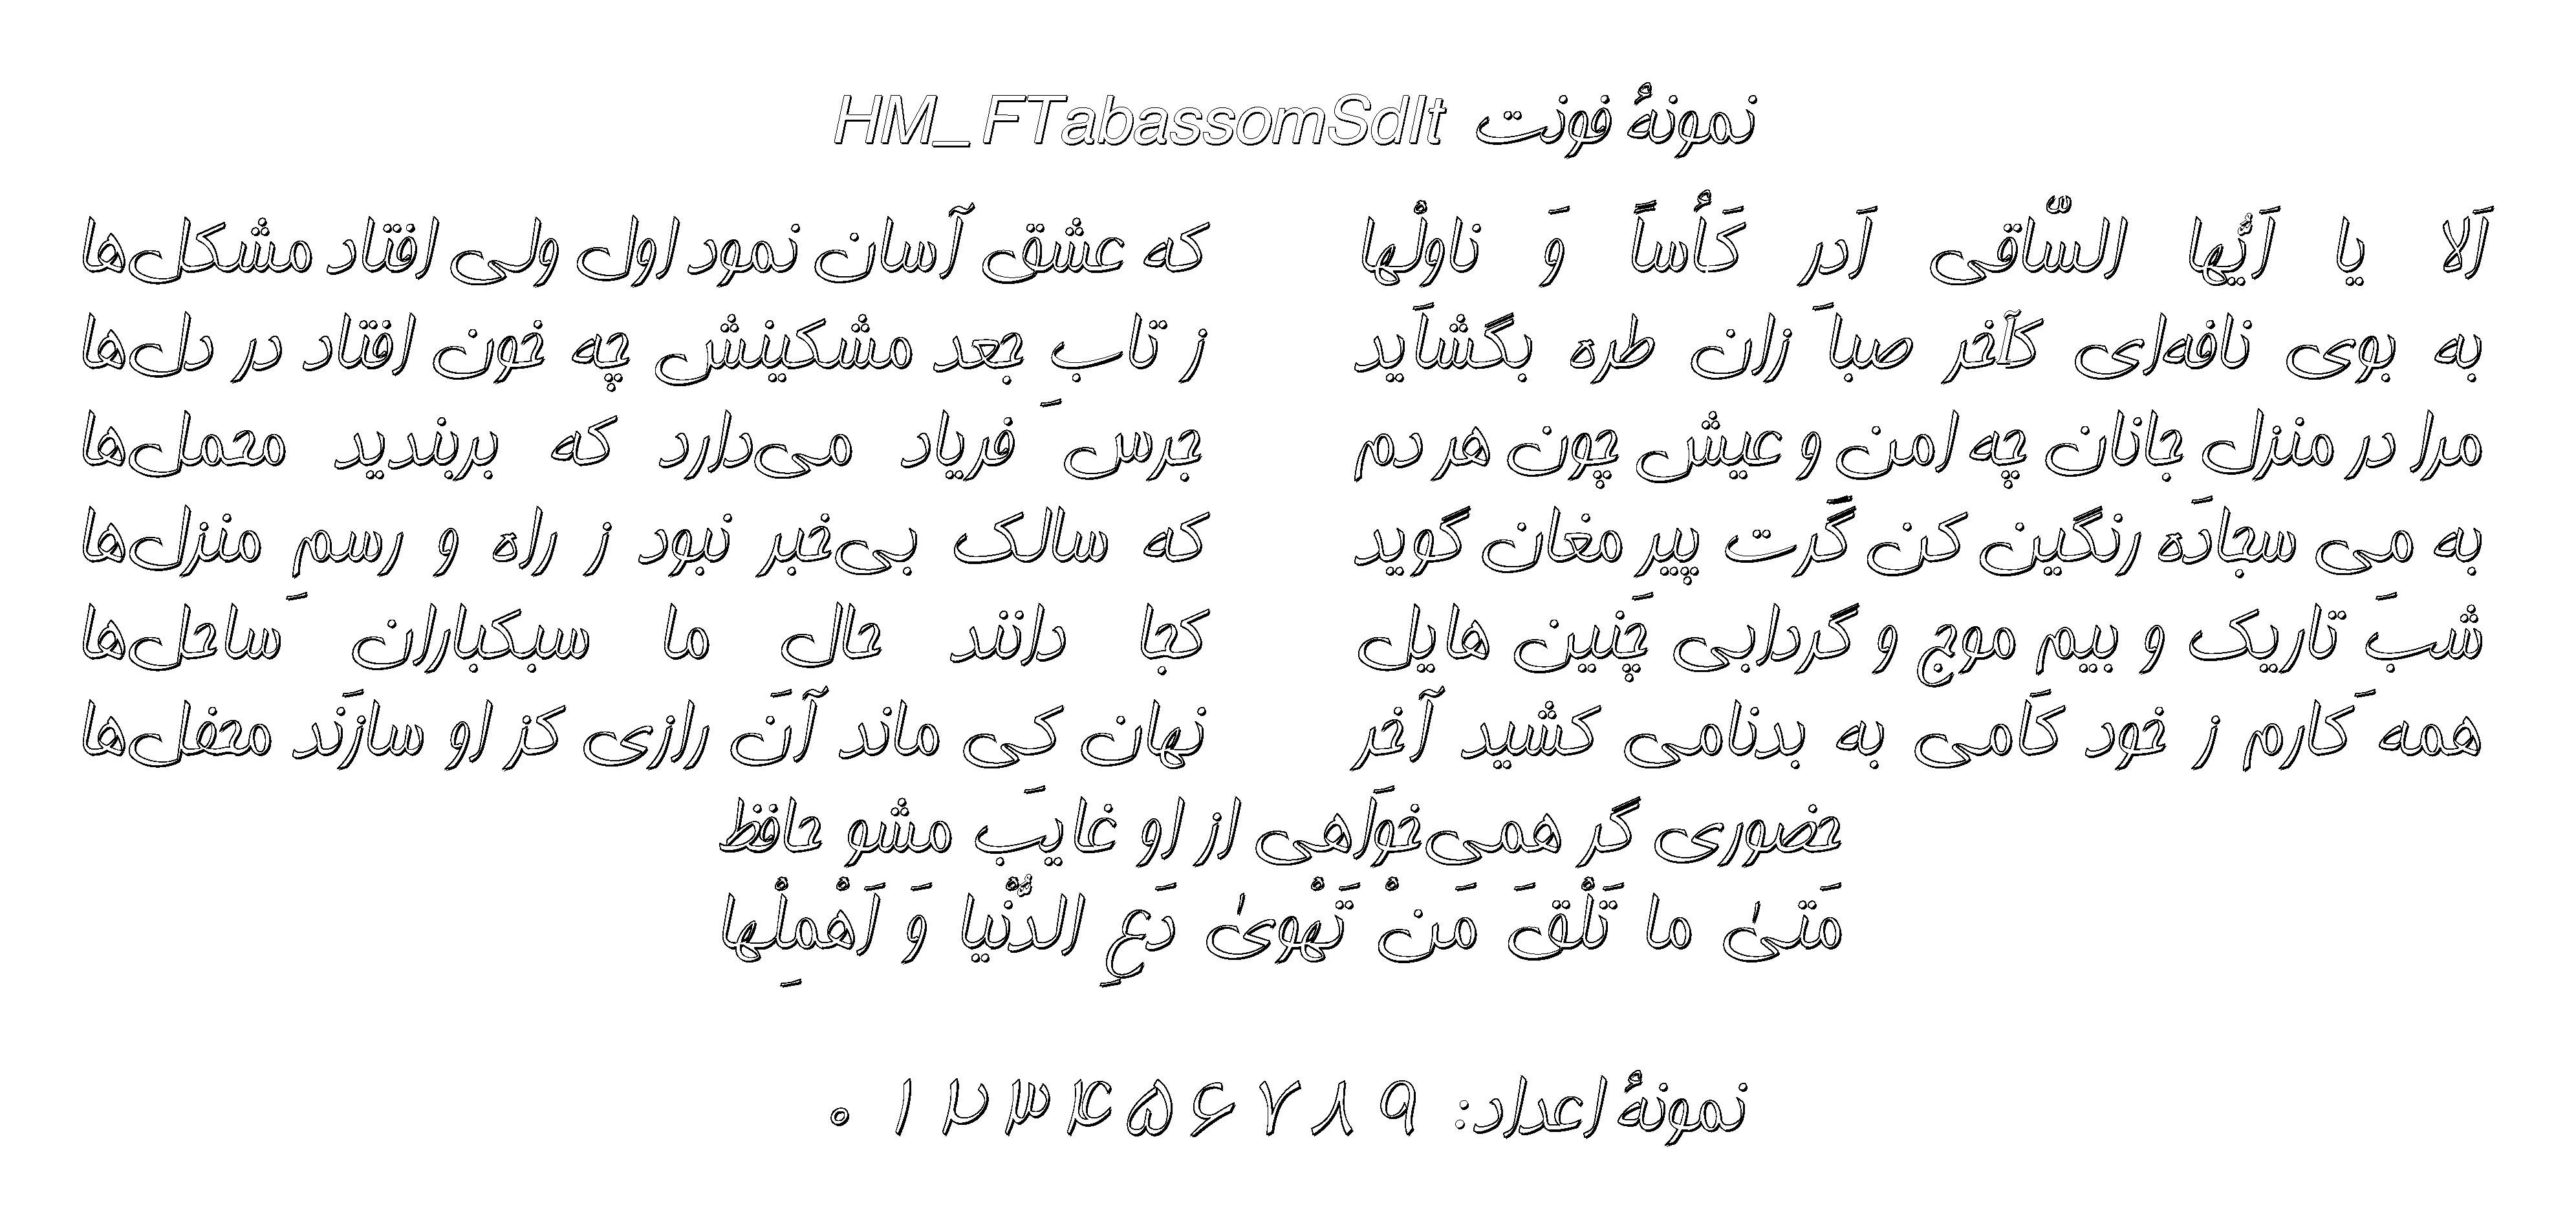 نمونهٔ فونت HM_FTabassomSdIt
اَلا یا اَیُّها السّاقی اَدِر کَأْساً وَ ناوِلْها که عشق آسان نمود اول ولی افتاد مشکل‌ها
به بوی نافه‌ای کآخر صبا زان طره بگشاید ز تابِ جعد مشکینش چه خون افتاد در دل‌ها
مرا در منزل جانان چه امن و عیش چون هر دم جرس فریاد می‌دارد که بربندید محمل‌ها
به مِی سجاده رنگین کن گرت پیر مغان گوید که سالک بی‌خبر نبود ز راه و رسمِ منزل‌ها
شبِ تاریک و بیم موج و گردابی چنین هایل کجا دانند حال ما سبکباران ساحل‌ها
همه کارم ز خود کامی به بدنامی کشید آخر نهان کِی ماند آن رازی کز او سازند محفل‌ها
حضوری گر همی‌خواهی از او غایب مشو حافظ
مَتیٰ ما تَلْقَ مَنْ تَهْویٰ دَعِ الدُّنْیا وَ اَهْمِلْها
نمونهٔ اعداد: ۹ ۸ ۷ ۶ ۵ ۴ ۳ ۲ ۱ ۰